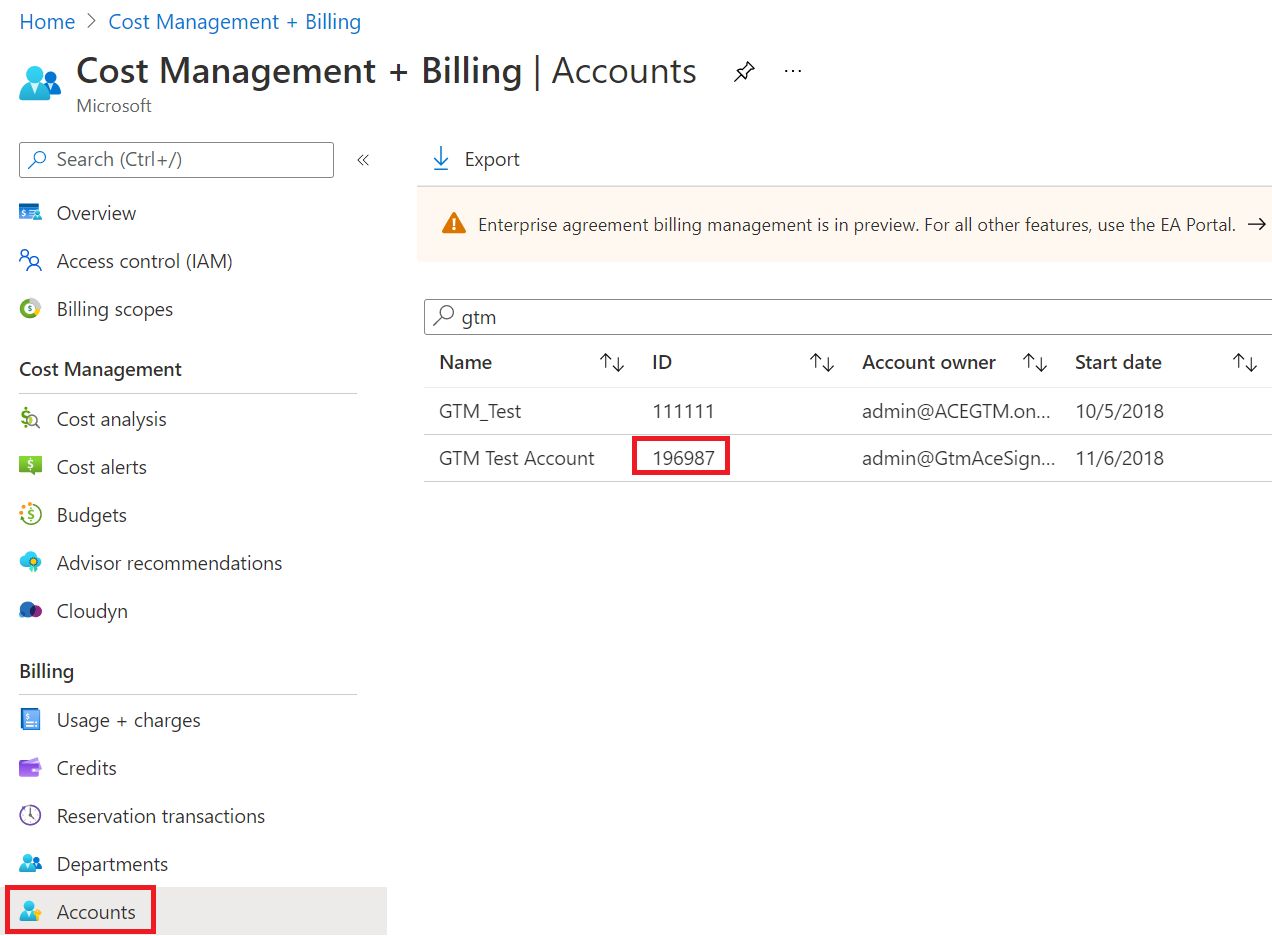 Home > Cost Management + Billing
Cost Management + Billing | Accounts ...
Microsoft
Search (Ctrl+/) «
Overview
Access control (IAM)
Billing scopes
Cost Management
Cost analysis
Cost alerts
Budgets
Advisor recommendations
Cloudyn
Billing
Usage + charges
Credits
Reservation transactions
Departments
Accounts
Export
Enterprise agreement billing management is in preview. For all other features, use the EA Portal. →
gtm
Name ↑↓ ID ↑↓ Account owner ↑↓ Start date ↑↓
GTM_Test 111111 admin@ACEGTM.on... 10/5/2018
GTM Test Account 196987 admin@GtmAceSign... 11/6/2018